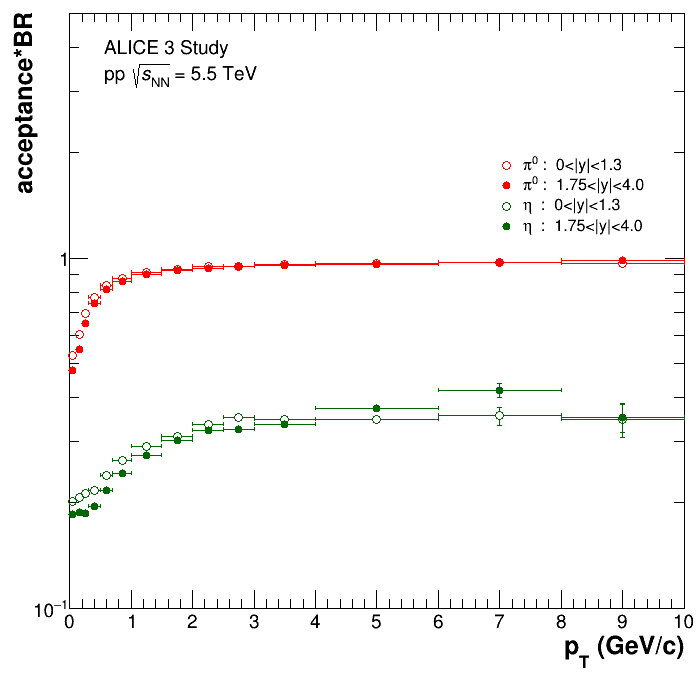 acceptance*BR
ALICE 3 Study
pp √s_NN = 5.5 TeV
π⁰ : 0<|y|<1.3
π⁰ : 1.75<|y|<4.0
η : 0<|y|<1.3
η : 1.75<|y|<4.0
1
10⁻¹
0 1 2 3 4 5 6 7 8 9 10
p_T (GeV/c)